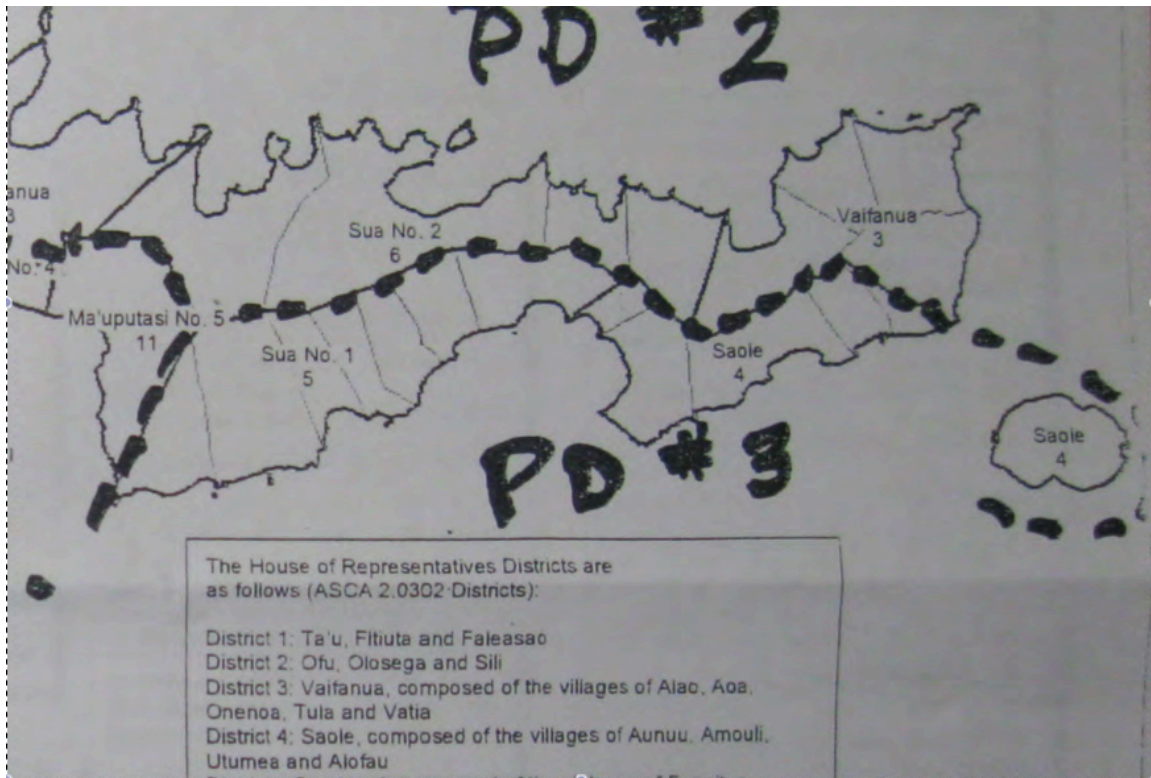 PD #2
anua
3
Vaifanua
3
Sua No. 2
6
No. 4
Ma'uputasi No. 5
11
Sua No. 1
5
Saole
4
Saole
4
PD #3
The House of Representatives Districts are
as follows (ASCA 2.0302 Districts):
District 1: Ta'u, Fitiuta and Faleasao
District 2: Ofu, Olosega and Sili
District 3: Vaifanua, composed of the villages of Alao, Aoa,
Onenoa, Tula and Vatia
District 4: Saole, composed of the villages of Aunuu, Amouli,
Utumea and Alofau